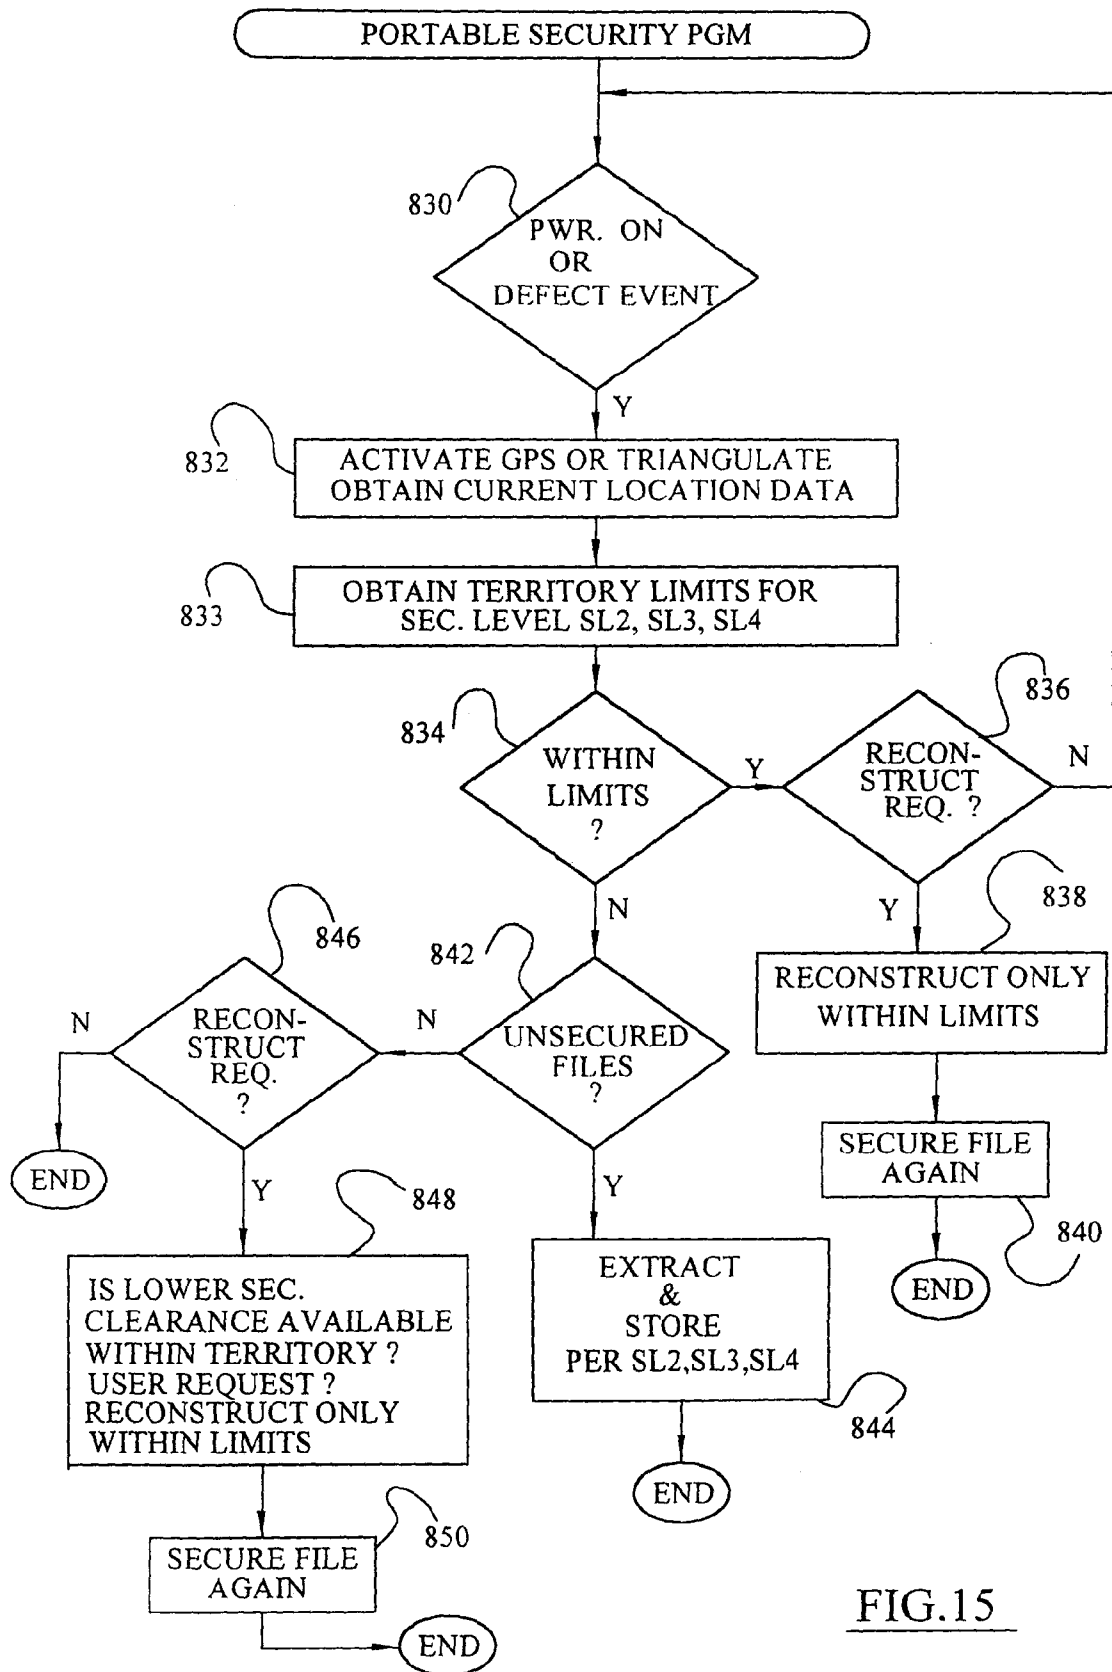 PORTABLE SECURITY PGM
830
PWR. ON
OR
DEFECT EVENT
Y
832
ACTIVATE GPS OR TRIANGULATE
OBTAIN CURRENT LOCATION DATA
833
OBTAIN TERRITORY LIMITS FOR
SEC. LEVEL SL2, SL3, SL4
834
WITHIN
LIMITS
?
Y
836
RECON-
STRUCT
REQ. ?
N
Y
838
RECONSTRUCT ONLY
WITHIN LIMITS
SECURE FILE
AGAIN
840
END
N
842
UNSECURED
FILES
?
N
846
RECON-
STRUCT
REQ.
?
N
END
Y
848
IS LOWER SEC.
CLEARANCE AVAILABLE
WITHIN TERRITORY ?
USER REQUEST ?
RECONSTRUCT ONLY
WITHIN LIMITS
850
SECURE FILE
AGAIN
END
Y
EXTRACT
&
STORE
PER SL2,SL3,SL4
844
END
FIG.15